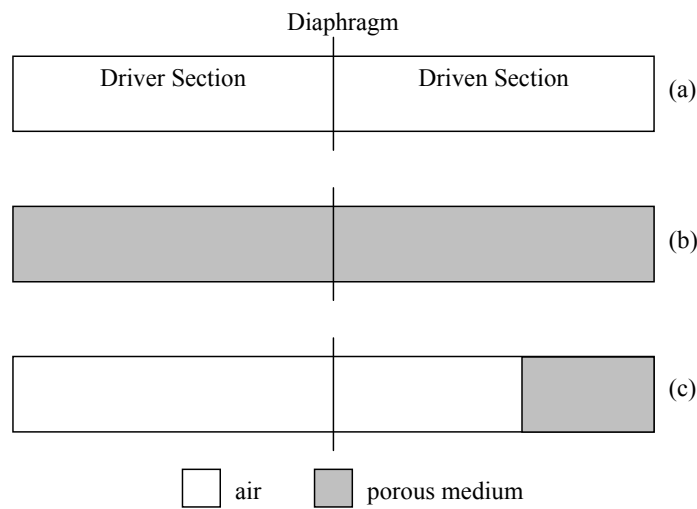 Diaphragm
Driver Section Driven Section
(a)
(b)
(c)
air porous medium